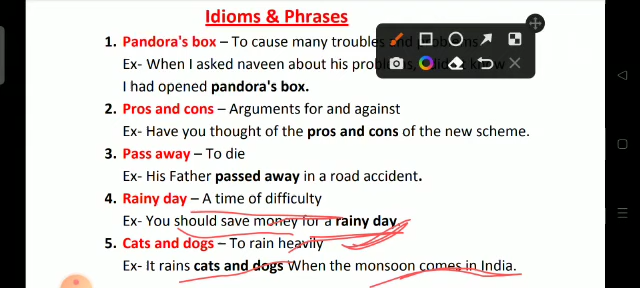 Idioms & Phrases
1. Pandora's box – To cause many troubles
Ex- When I asked naveen about his
I had opened pandora's box.
2. Pros and cons – Arguments for and against
Ex- Have you thought of the pros and cons of the new scheme.
3. Pass away – To die
Ex- His Father passed away in a road accident.
4. Rainy day – A time of difficulty
Ex- You should save money for a rainy day.
5. Cats and dogs – To rain heavily
Ex- It rains cats and dogs When the monsoon comes in India.